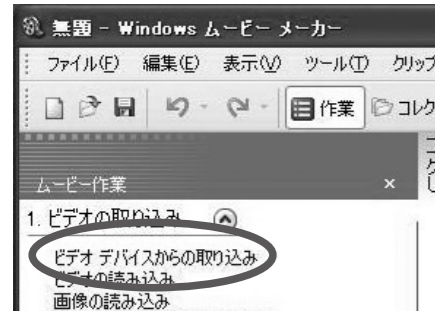 無題 - Windows ムービー メーカー
ファイル(F) 編集(E) 表示(V) ツール(T) クリップ
作業 コレク
ムービー作業
1. ビデオの取り込み
ビデオ デバイスからの取り込み
ビデオの読み込み
画像の読み込み